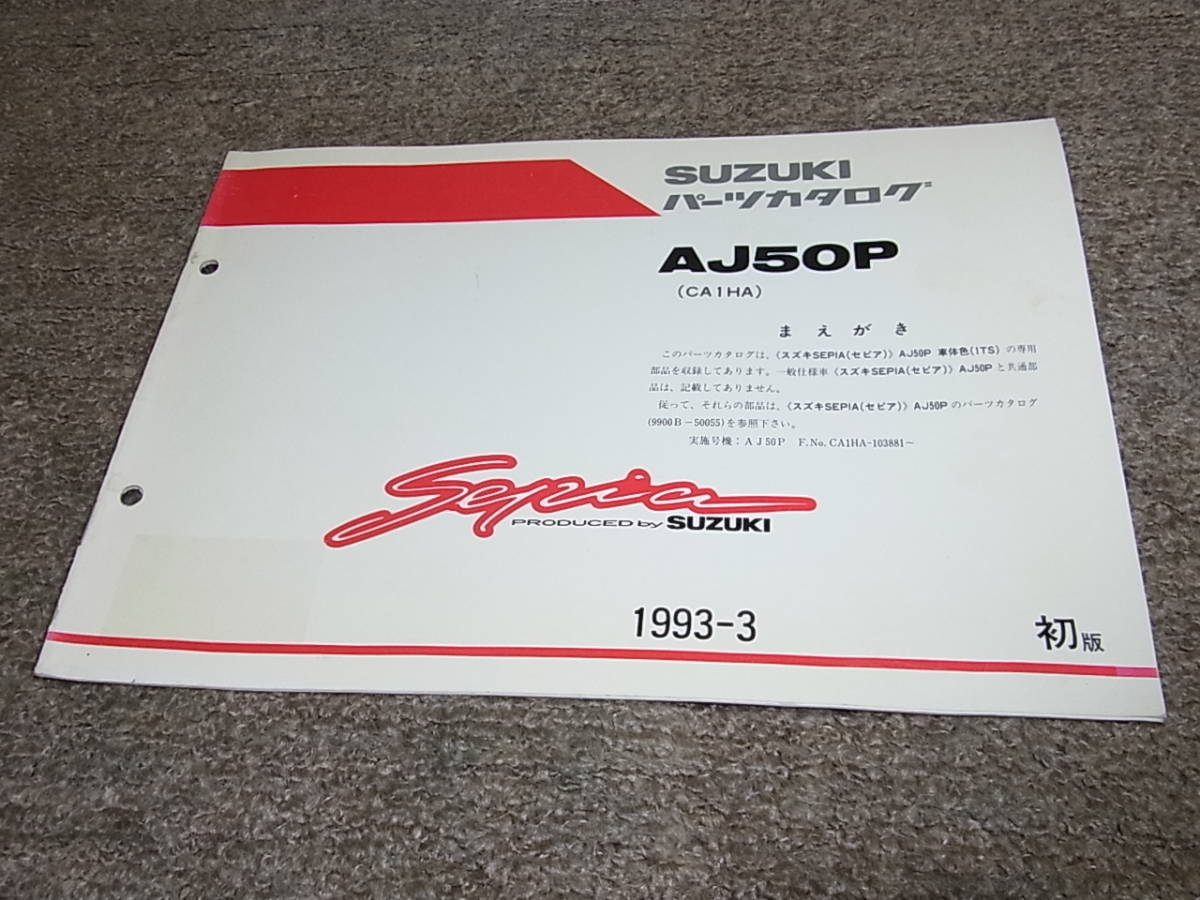 SUZUKI
パーツカタログ
AJ50P
(CA1HA)
まえがき
このパーツカタログは、《スズキSEPIA(セピア)》AJ50P 車体色(1TS)の専用
部品を収録してあります。一般仕様車《スズキSEPIA(セピア)》AJ50Pと共通部
品は、記載してありません。
従って、それらの部品は、《スズキSEPIA(セピア)》AJ50Pのパーツカタログ
(9900B-50055)を参照下さい。
実施号機:AJ50P F.No.CA1HA-103881~
Sepia
PRODUCED by SUZUKI
1993-3
初版